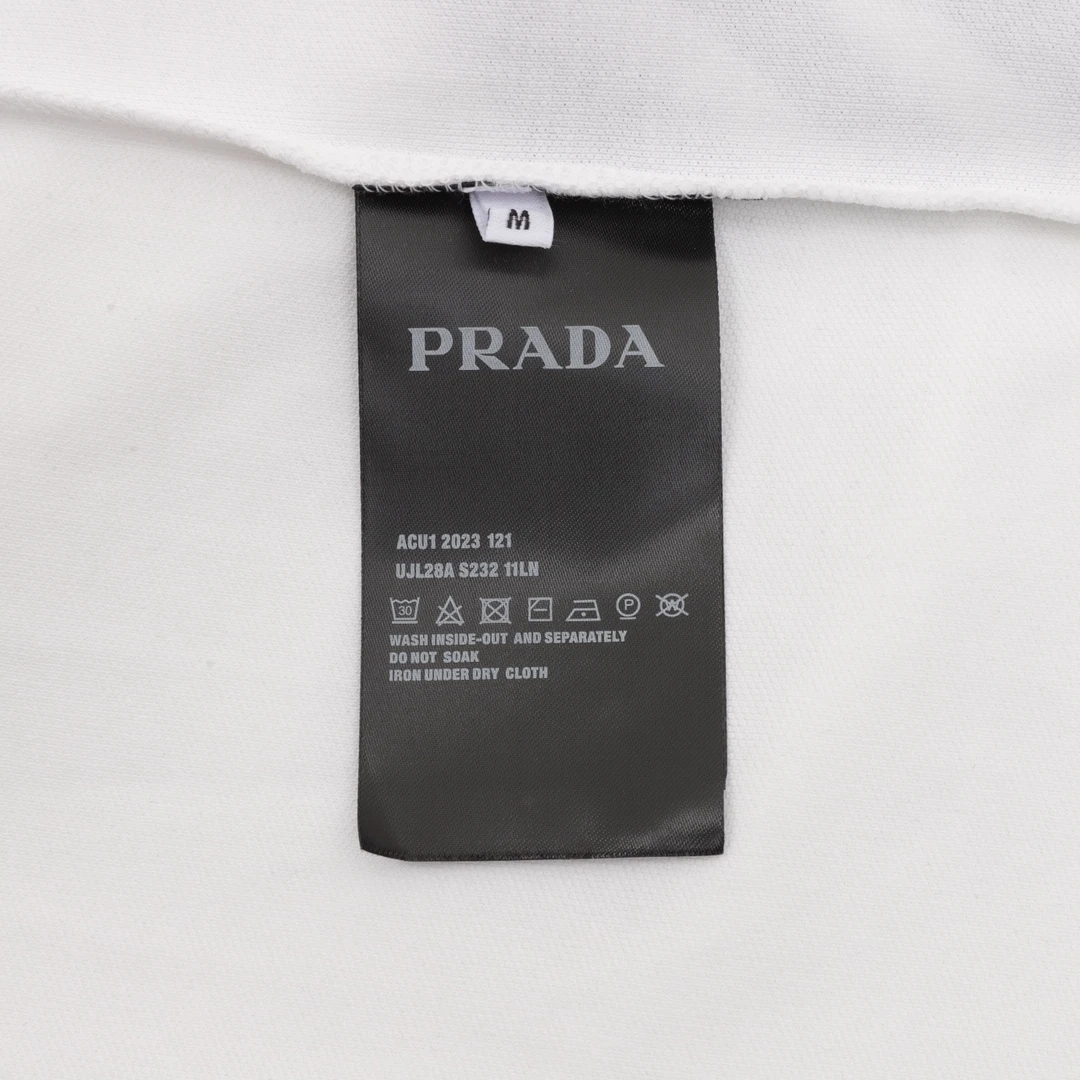 M
PRADA
ACU1 2023 121
UJL28A S232 11LN
30 P W
WASH INSIDE-OUT AND SEPARATELY
DO NOT SOAK
IRON UNDER DRY CLOTH